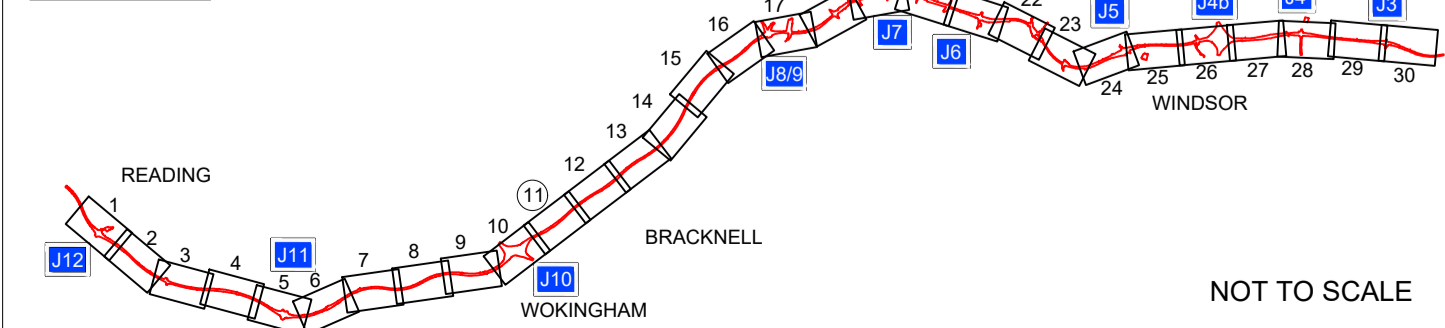 17
16
15
14
13
12
11
10
9
8
7
6
5
4
3
2
1
22
23
24
25
26
27
28
29
30
J7
J6
J5
J4b
J4
J3
J8/9
WINDSOR
READING
BRACKNELL
J12
J11
J10
WOKINGHAM
NOT TO SCALE